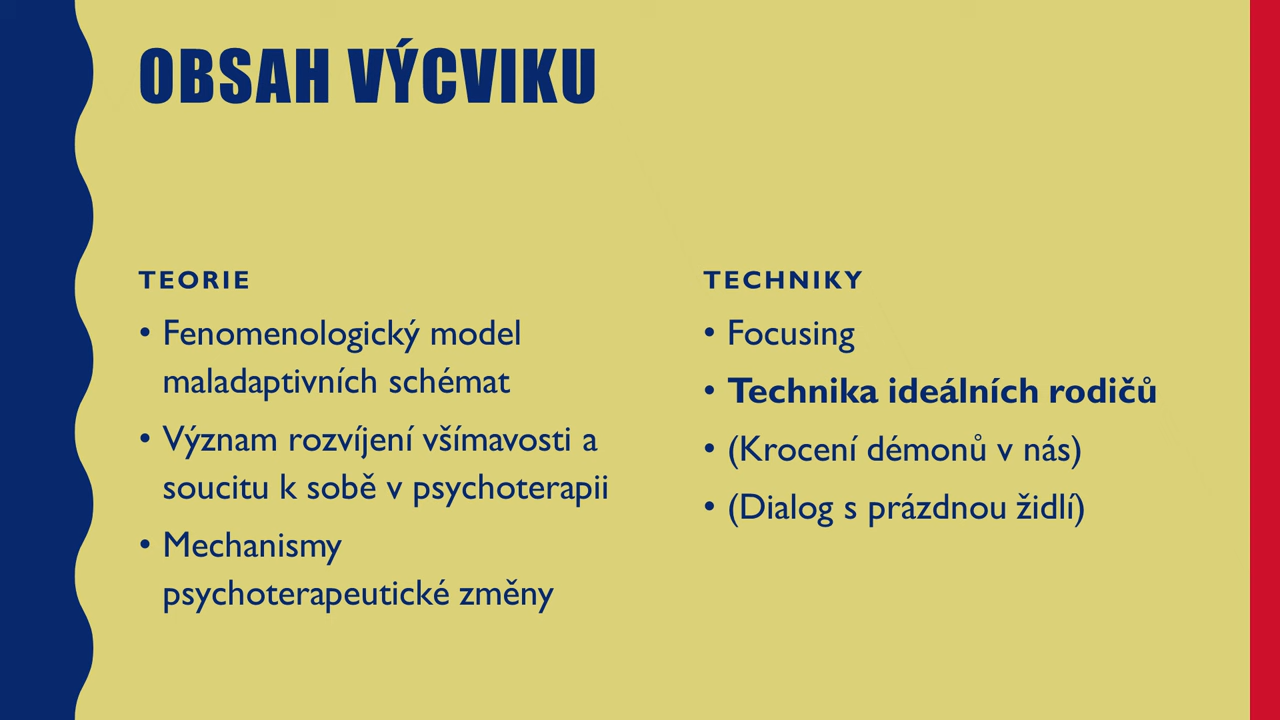 OBSAH VÝCVIKU
TEORIE
• Fenomenologický model
maladaptivních schémat
• Význam rozvíjení všímavosti a
soucitu k sobě v psychoterapii
• Mechanismy
psychoterapeutické změny
TECHNIKY
• Focusing
• Technika ideálních rodičů
• (Krocení démonů v nás)
• (Dialog s prázdnou židlí)